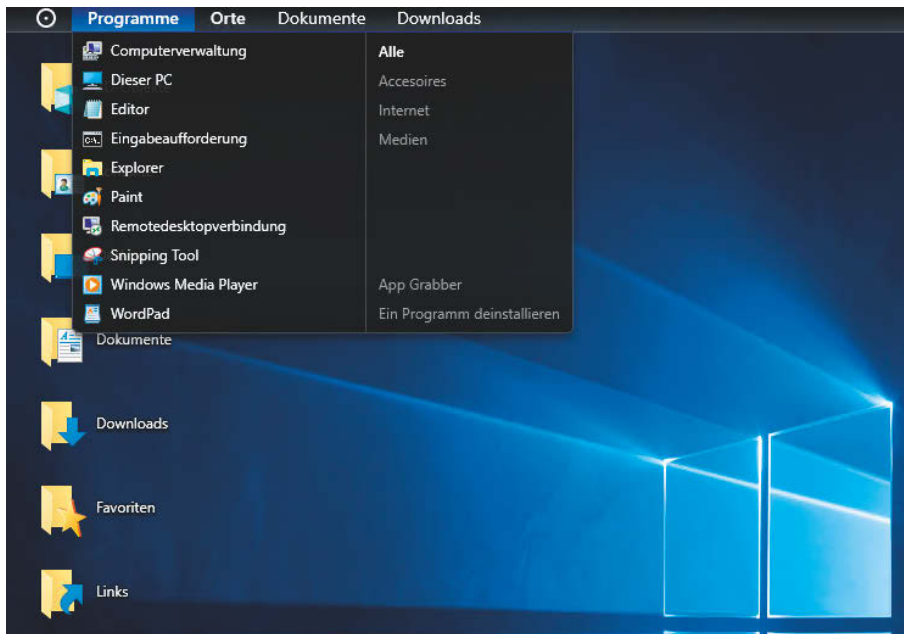 Programme Orte Dokumente Downloads
Computerverwaltung
Dieser PC
Editor
Eingabeaufforderung
Explorer
Paint
Remotedesktopverbindung
Snipping Tool
Windows Media Player
WordPad
Alle
Accesoires
Internet
Medien
App Grabber
Ein Programm deinstallieren
Dokumente
Downloads
Favoriten
Links